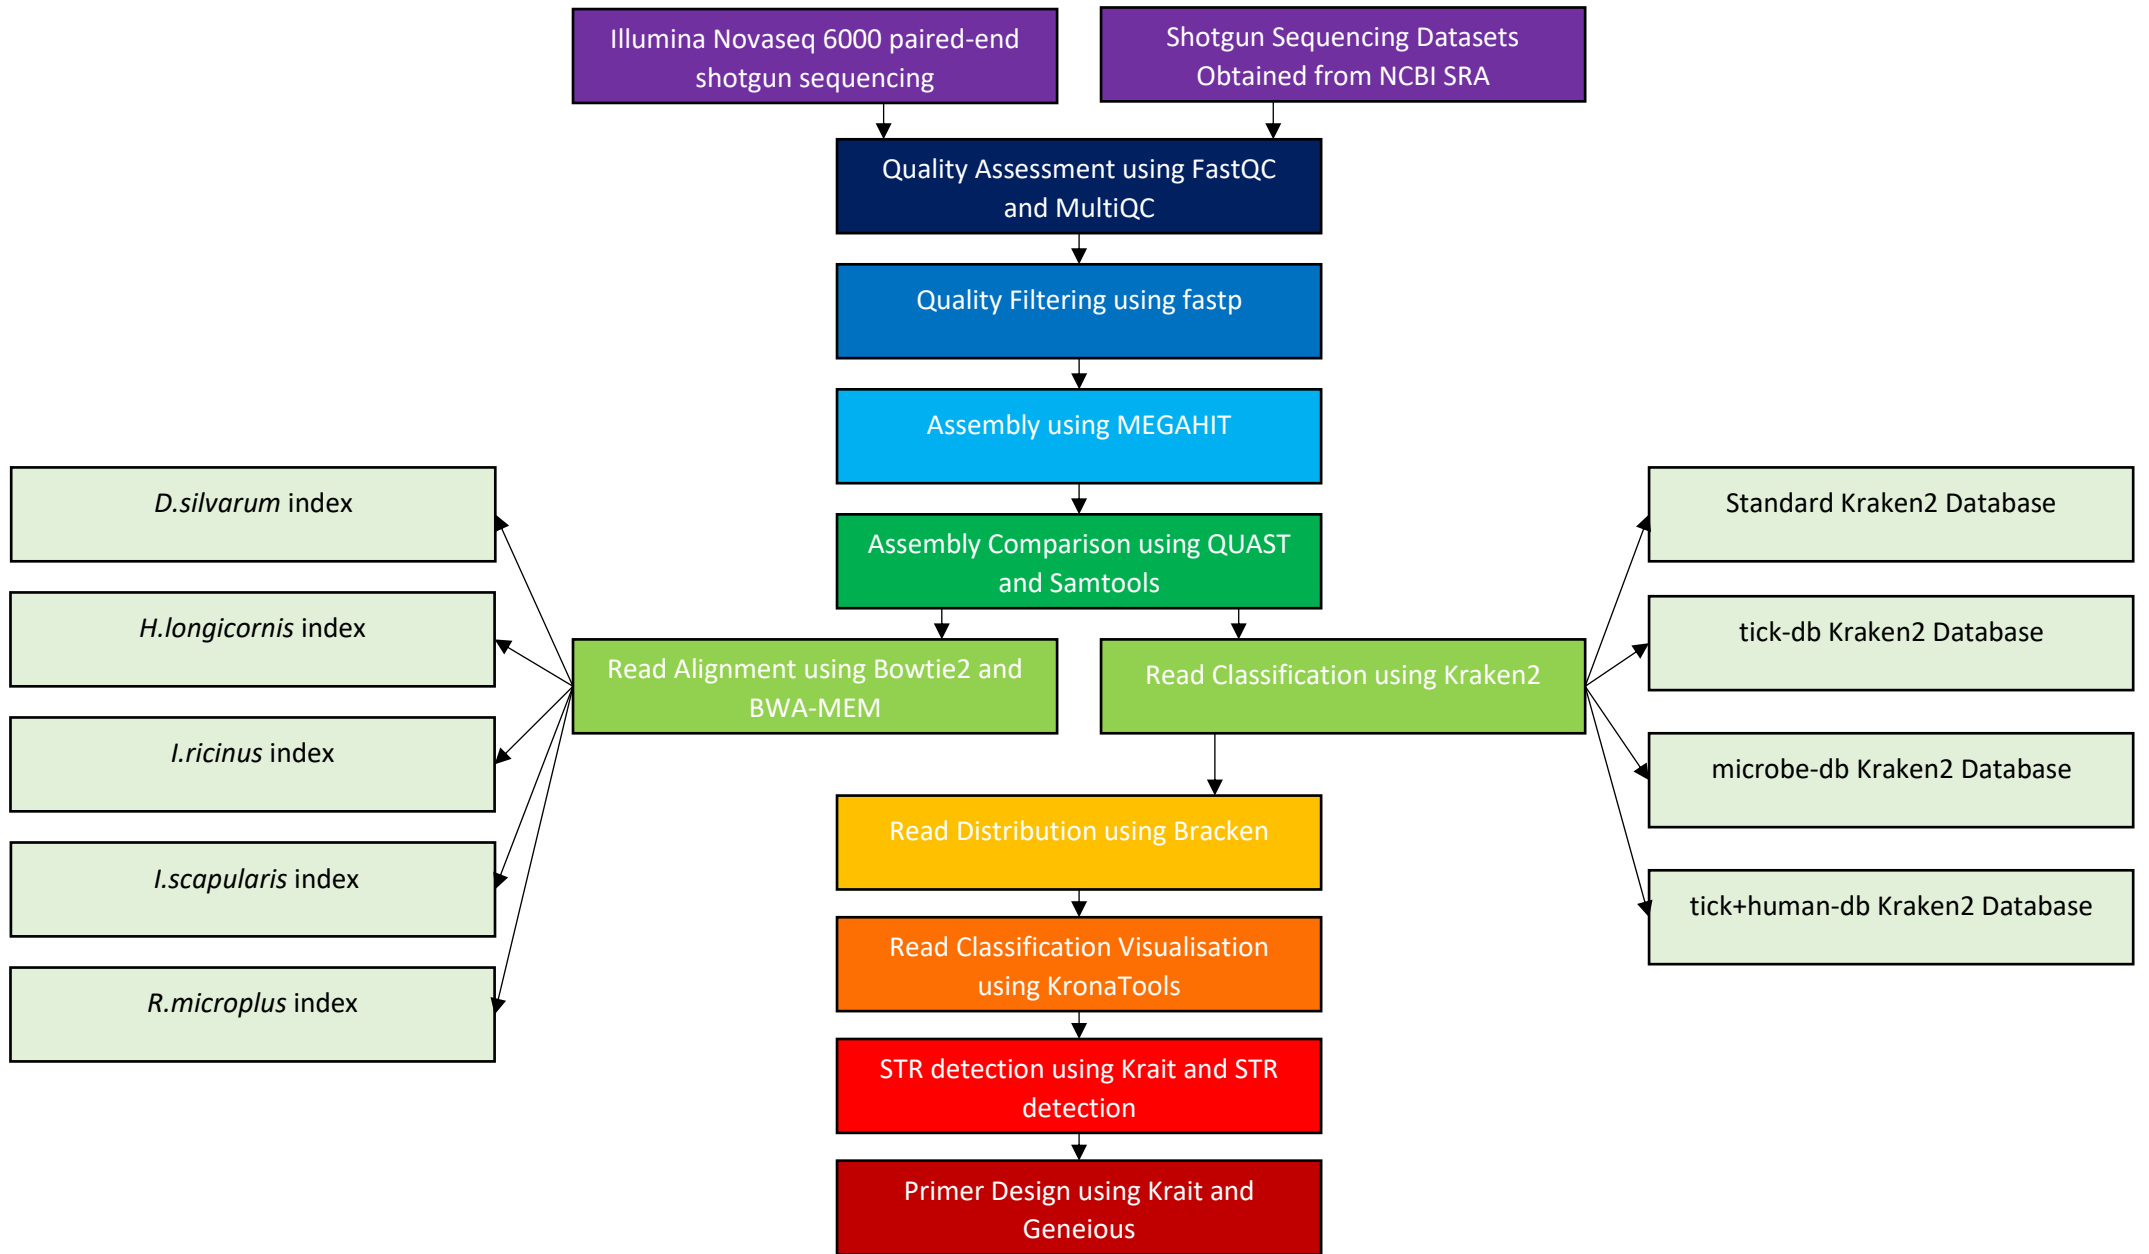 Illumina Novaseq 6000 paired-end
shotgun sequencing
Shotgun Sequencing Datasets
Obtained from NCBI SRA
Quality Assessment using FastQC
and MultiQC
Quality Filtering using fastp
Assembly using MEGAHIT
Assembly Comparison using QUAST
and Samtools
Read Alignment using Bowtie2 and
BWA-MEM
Read Classification using Kraken2
D.silvarum index
H.longicornis index
I.ricinus index
I.scapularis index
R.microplus index
Standard Kraken2 Database
tick-db Kraken2 Database
microbe-db Kraken2 Database
tick+human-db Kraken2 Database
Read Distribution using Bracken
Read Classification Visualisation
using KronaTools
STR detection using Krait and STR
detection
Primer Design using Krait and
Geneious